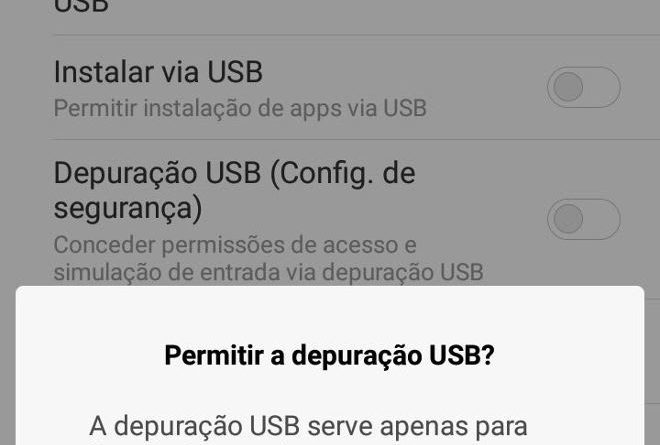 USB
Instalar via USB
Permitir instalação de apps via USB
Depuração USB (Config. de
segurança)
Conceder permissões de acesso e
simulação de entrada via depuração USB
Permitir a depuração USB?
A depuração USB serve apenas para